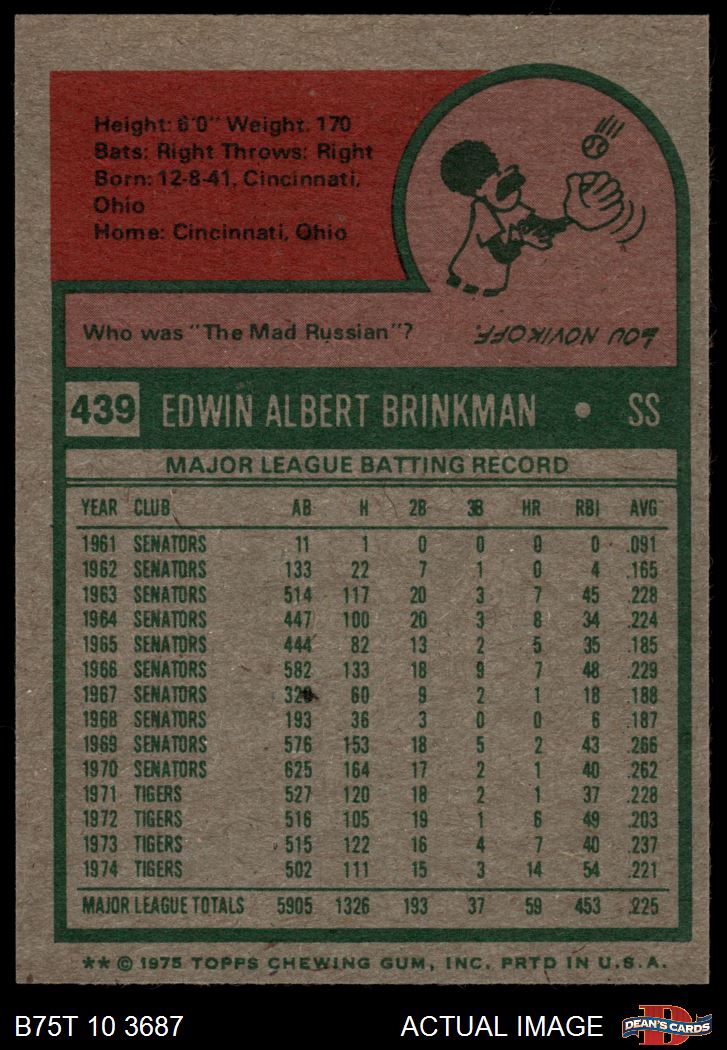 Height: 6'0" Weight: 170
Bats: Right Throws: Right
Born: 12-8-41, Cincinnati,
Ohio
Home: Cincinnati, Ohio
Who was "The Mad Russian"?
LOU NOVIKOFF.
439 EDWIN ALBERT BRINKMAN • SS
MAJOR LEAGUE BATTING RECORD
YEAR CLUB AB H 2B 3B HR RBI AVG
1961 SENATORS 11 1 0 0 0 0 .091
1962 SENATORS 133 22 7 1 0 4 .165
1963 SENATORS 514 117 20 3 7 45 .228
1964 SENATORS 447 100 20 3 8 34 .224
1965 SENATORS 444 82 13 2 5 35 .185
1966 SENATORS 582 133 18 9 7 48 .229
1967 SENATORS 60 9 2 1 18 .188
1968 SENATORS 193 36 3 0 0 6 .187
1969 SENATORS 576 153 18 5 2 43 .266
1970 SENATORS 625 164 17 2 1 40 .262
1971 TIGERS 527 120 18 2 1 37 .228
1972 TIGERS 516 105 19 1 6 49 .203
1973 TIGERS 515 122 16 4 7 40 .237
1974 TIGERS 502 111 15 3 14 54 .221
MAJOR LEAGUE TOTALS 5905 1326 193 37 59 453 .225
** © 1975 TOPPS CHEWING GUM, INC. PRTD IN U.S.A.
B75T 10 3687 ACTUAL IMAGE DEAN'S CARDS